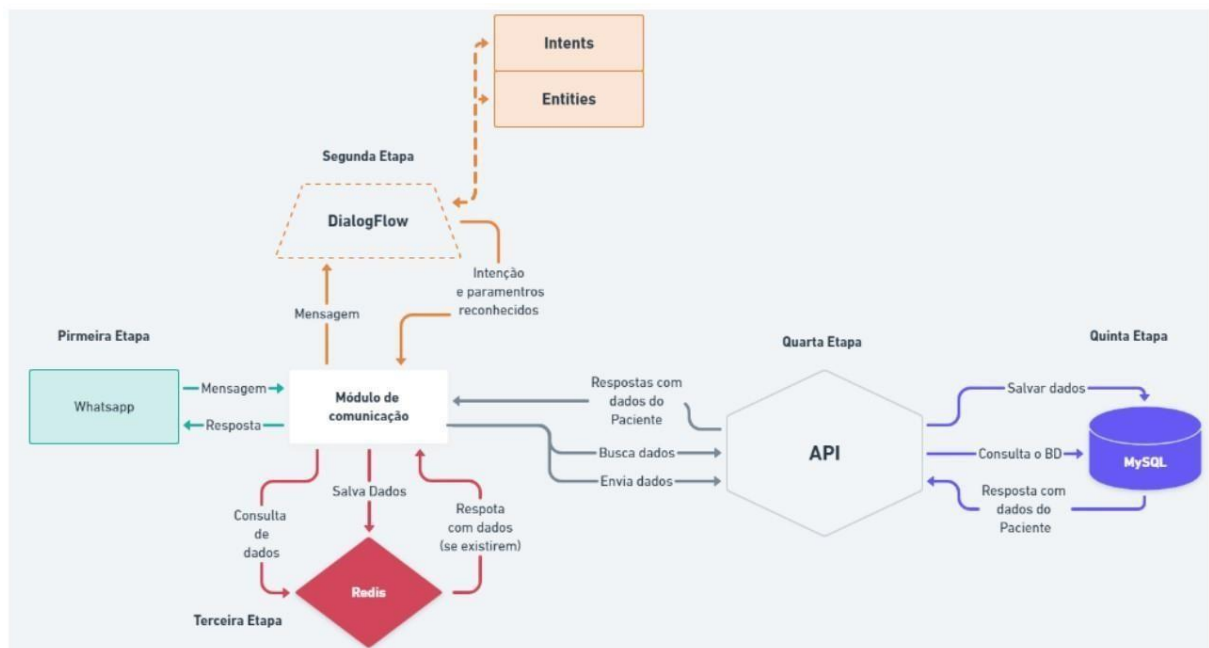 Intents
Entities
Segunda Etapa
DialogFlow
Intenção
e paramentros
reconhecidos
Mensagem
Pirmeira Etapa
Whatsapp
Mensagem
Resposta
Módulo de
comunicação
Quarta Etapa
Respostas com
dados do
Paciente
Busca dados
Envia dados
API
Quinta Etapa
Salvar dados
Consulta o BD
MySQL
Resposta com
dados do
Paciente
Consulta
de
dados
Salva Dados
Respota
com dados
(se existirem)
Redis
Terceira Etapa